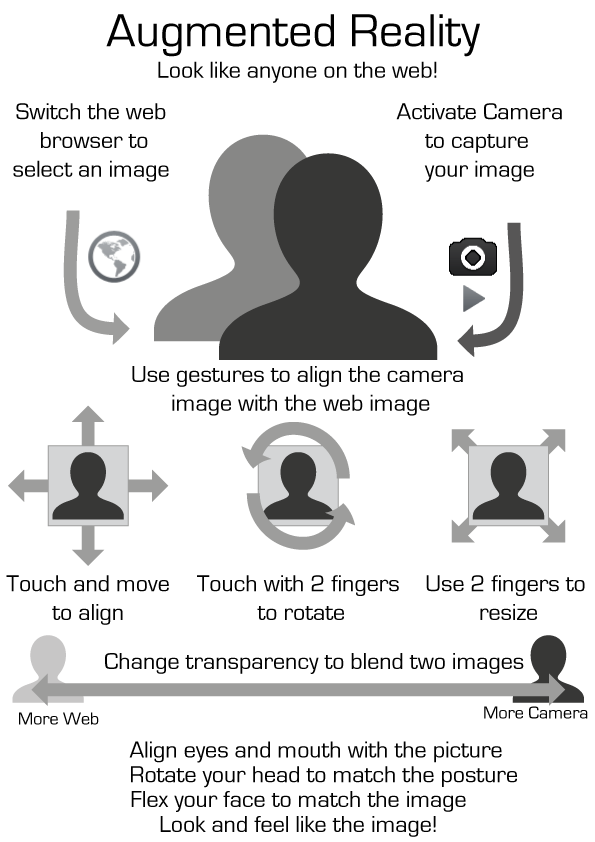 Augmented Reality
Look like anyone on the web!
Switch the web
browser to
select an image
Activate Camera
to capture
your image
Use gestures to align the camera
image with the web image
Touch and move
to align
Touch with 2 fingers
to rotate
Use 2 fingers to
resize
Change transparency to blend two images
More Web
More Camera
Align eyes and mouth with the picture
Rotate your head to match the posture
Flex your face to match the image
Look and feel like the image!